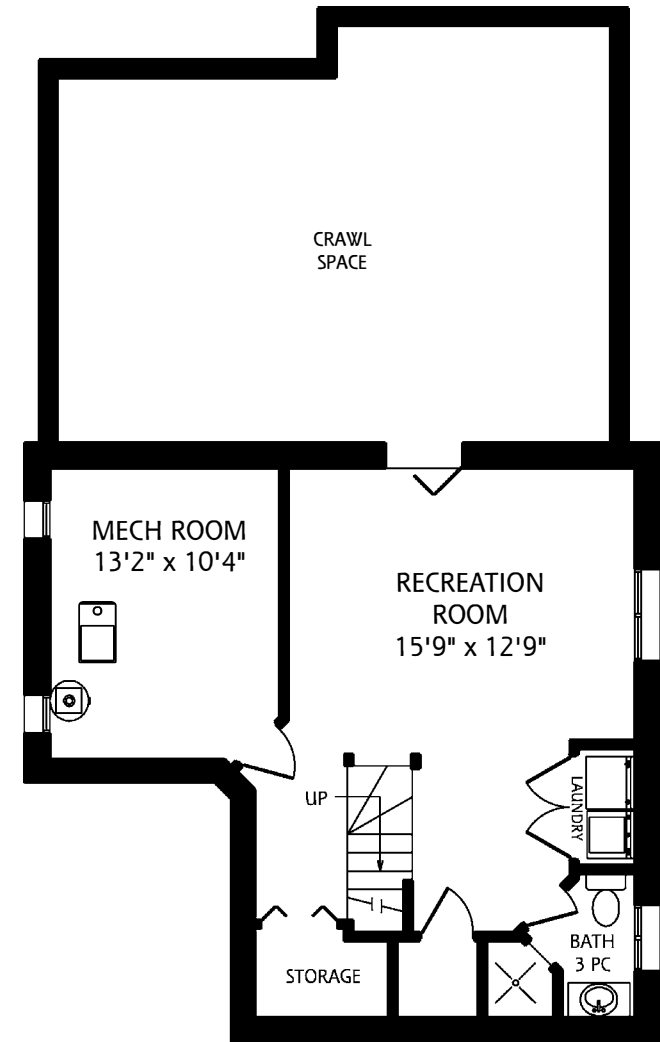 CRAWL
SPACE
MECH ROOM
13'2" x 10'4"
RECREATION
ROOM
15'9" x 12'9"
UP
LAUNDRY
BATH
3 PC
STORAGE